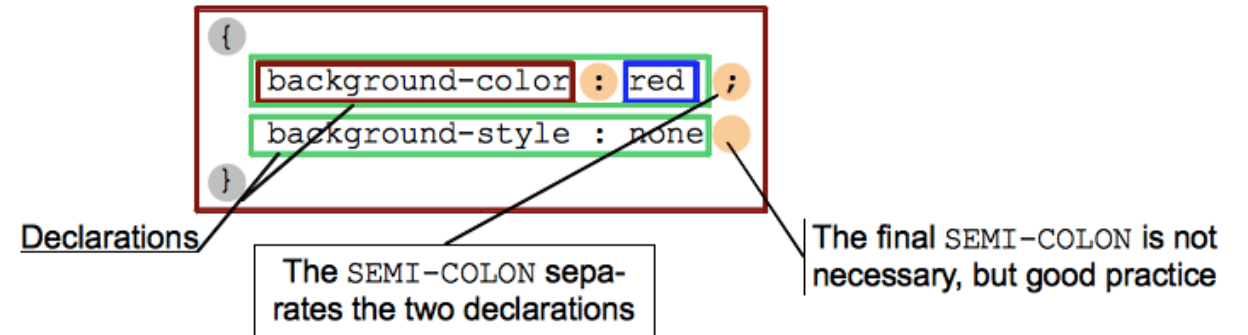 {
background-color : red ;
background-style : none
}
Declarations
The SEMI-COLON sepa-
rates the two declarations
The final SEMI-COLON is not
necessary, but good practice